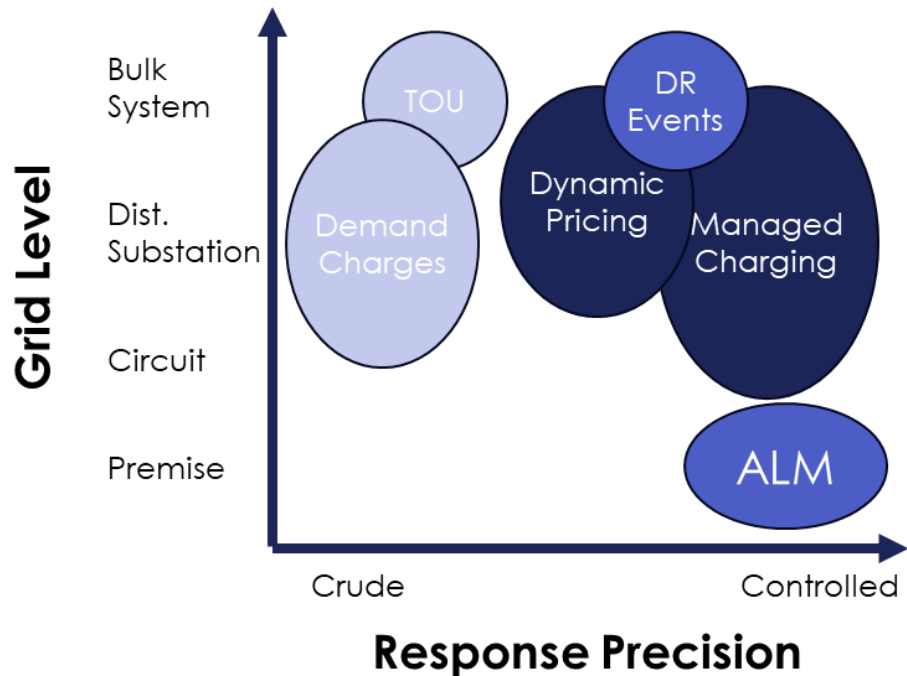 Grid Level
Bulk
System
Dist.
Substation
Circuit
Premise
TOU
Demand
Charges
Dynamic
Pricing
DR
Events
Managed
Charging
ALM
Crude
Controlled
Response Precision